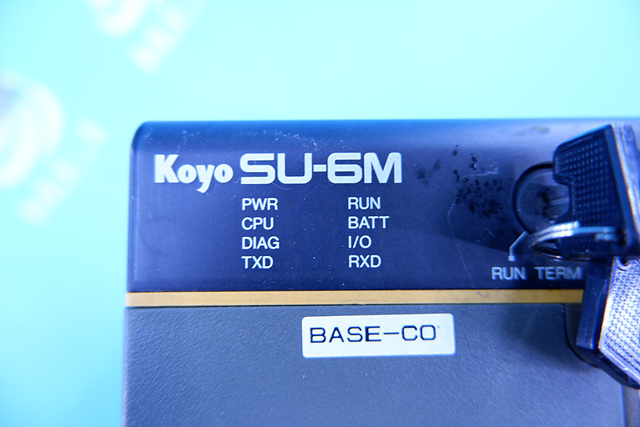 Koyo SU-6M
PWR RUN
CPU BATT
DIAG I/O
TXD RXD
RUN TERM
BASE-CO